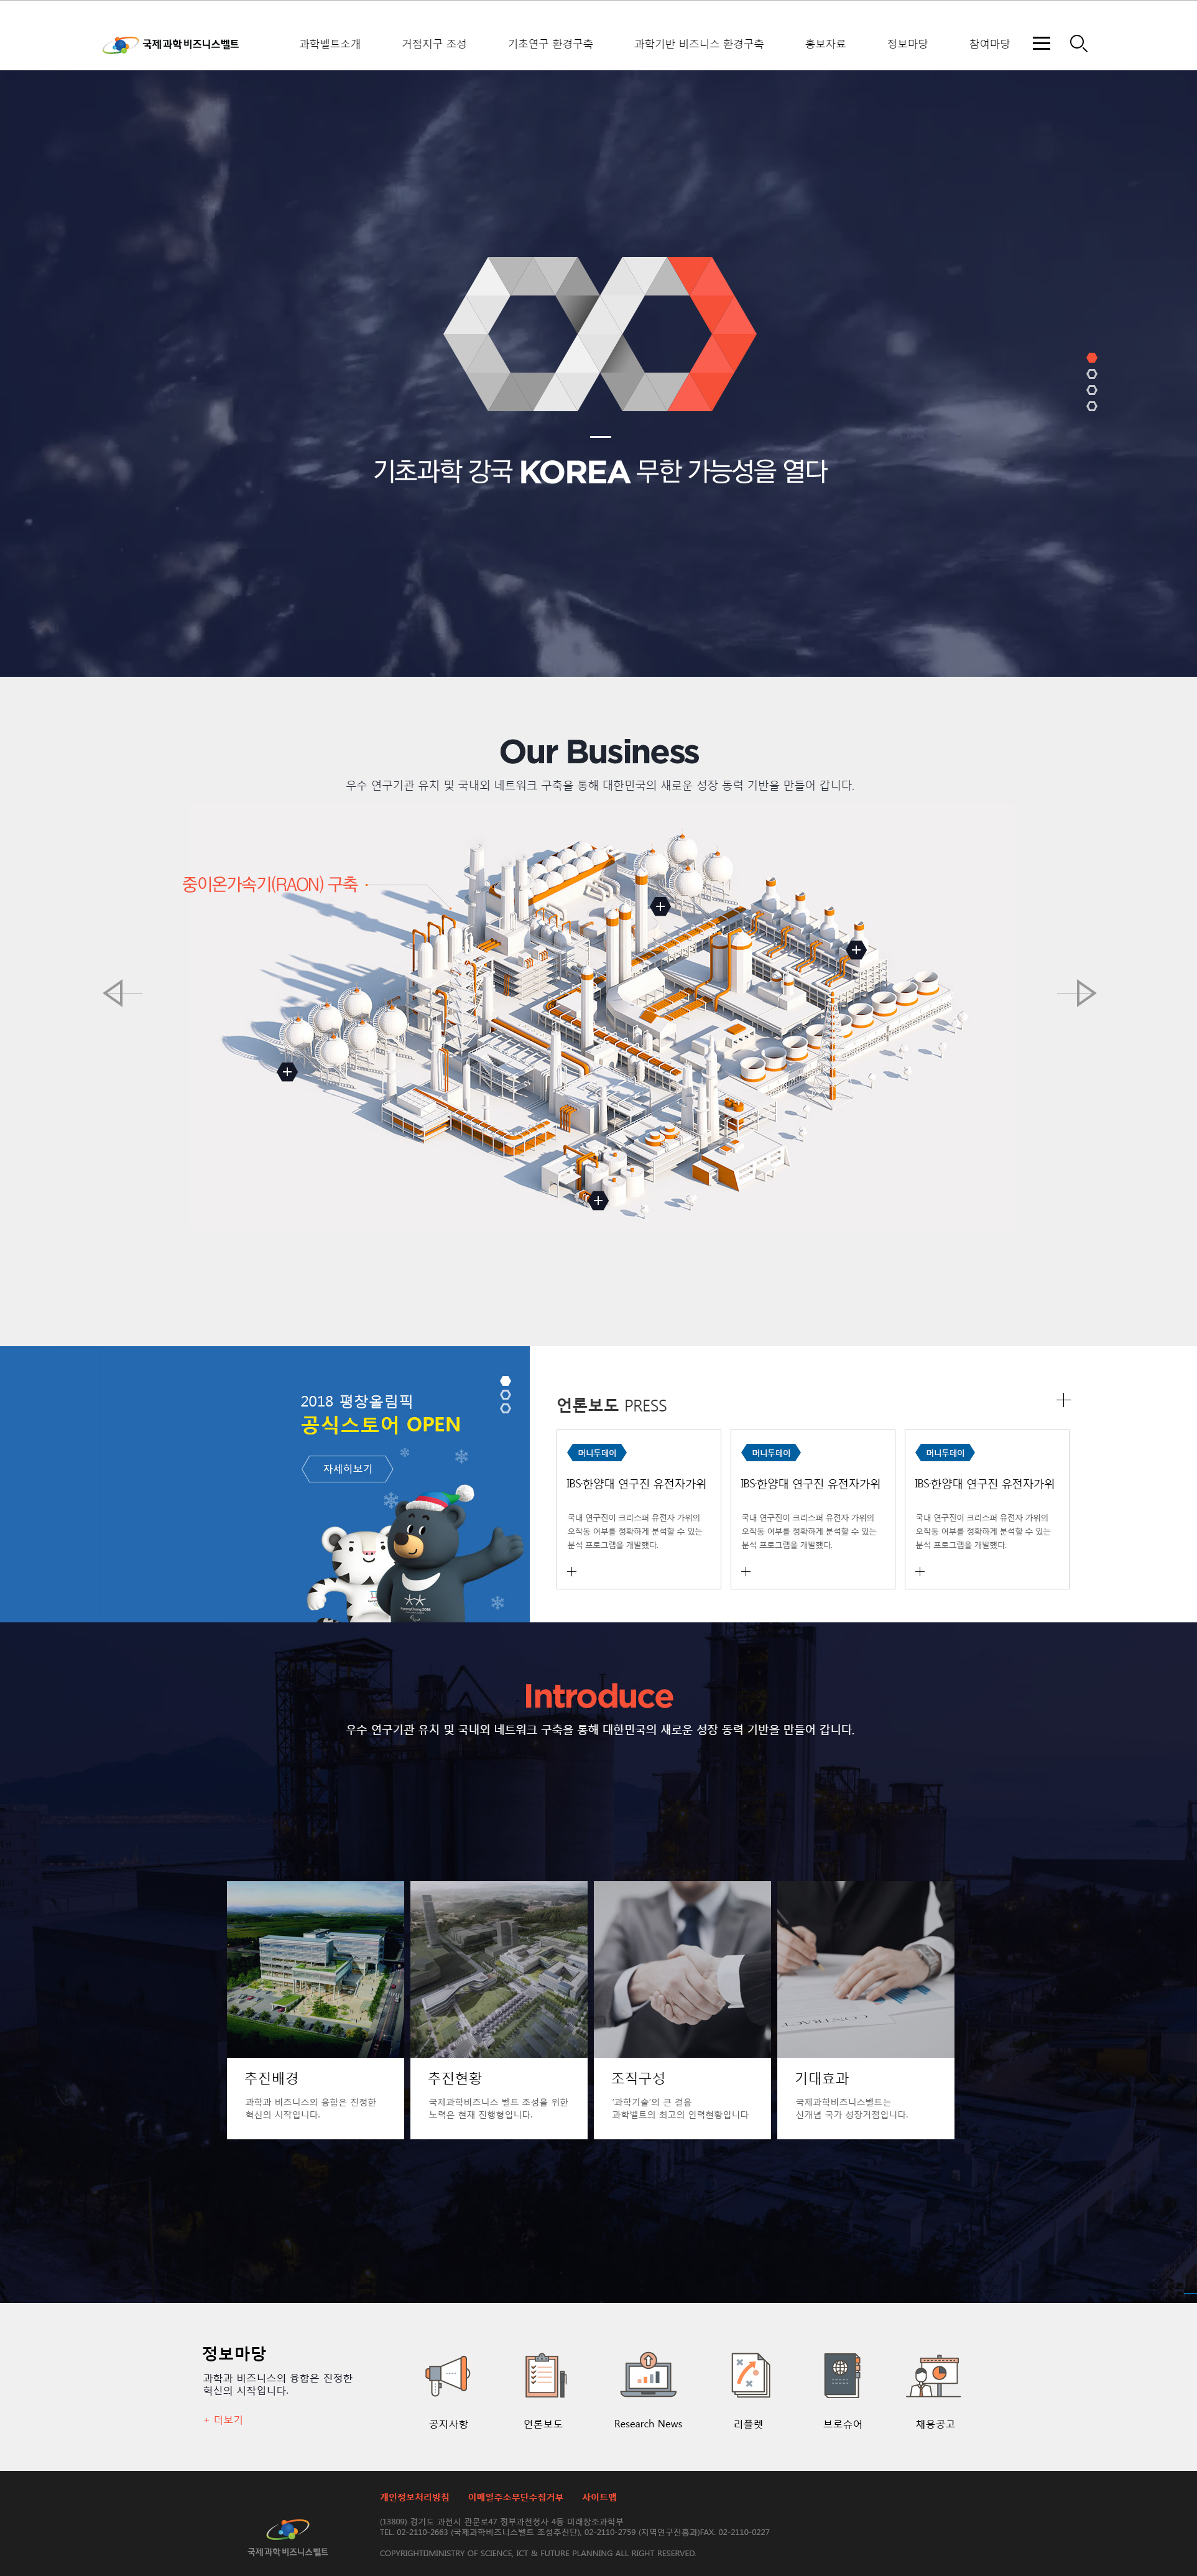 국제과학비즈니스벨트
과학벨트소개 거점지구 조성 기초연구 환경구축 과학기반 비즈니스 환경구축 홍보자료 정보마당 참여마당
기초과학 강국 KOREA 무한 가능성을 열다
Our Business
우수 연구기관 유치 및 국내외 네트워크 구축을 통해 대한민국의 새로운 성장 동력 기반을 만들어 갑니다.
중이온가속기(RAON) 구축
2018 평창올림픽
공식스토어 OPEN
자세히보기
언론보도 PRESS
머니투데이
IBS·한양대 연구진 유전자가위
국내 연구진이 크리스퍼 유전자 가위의
오작동 여부를 정확하게 분석할 수 있는
분석 프로그램을 개발했다.
머니투데이
IBS·한양대 연구진 유전자가위
국내 연구진이 크리스퍼 유전자 가위의
오작동 여부를 정확하게 분석할 수 있는
분석 프로그램을 개발했다.
머니투데이
IBS·한양대 연구진 유전자가위
국내 연구진이 크리스퍼 유전자 가위의
오작동 여부를 정확하게 분석할 수 있는
분석 프로그램을 개발했다.
Introduce
우수 연구기관 유치 및 국내외 네트워크 구축을 통해 대한민국의 새로운 성장 동력 기반을 만들어 갑니다.
CONTRACT
추진배경
과학과 비즈니스의 융합은 진정한
혁신의 시작입니다.
추진현황
국제과학비즈니스 벨트 조성을 위한
노력은 현재 진행형입니다.
조직구성
'과학기술'의 큰 걸음
과학벨트의 최고의 인력현황입니다
기대효과
국제과학비즈니스벨트는
신개념 국가 성장거점입니다.
정보마당
과학과 비즈니스의 융합은 진정한
혁신의 시작입니다.
+ 더보기
공지사항 언론보도 Research News 리플렛 브로슈어 채용공고
개인정보처리방침 이메일주소무단수집거부 사이트맵
(13809) 경기도 과천시 관문로47 정부과천청사 4동 미래창조과학부
TEL. 02-2110-2663 (국제과학비즈니스벨트 조성추진단), 02-2110-2759 (지역연구진흥과)FAX. 02-2110-0227
COPYRIGHT©MINISTRY OF SCIENCE, ICT & FUTURE PLANNING ALL RIGHT RESERVED.
국제과학비즈니스벨트